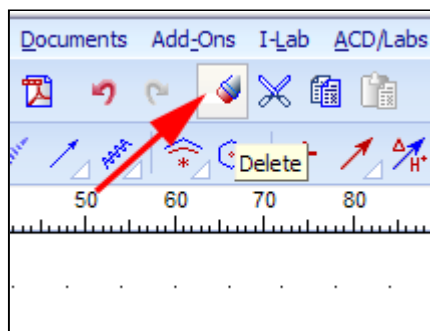 Documents Add-Ons I-Lab ACD/Labs
Δ
H+
Delete
50 60 70 80